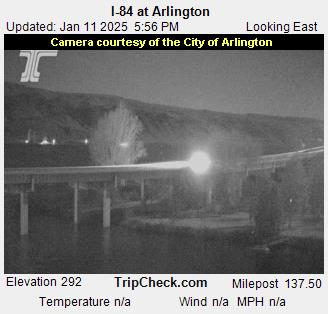 I-84 at Arlington
Updated: Jan 11 2025 5:56 PM Looking East
Camera courtesy of the City of Arlington
Elevation 292 TripCheck.com Milepost 137.50
Temperature n/a Wind n/a MPH n/a